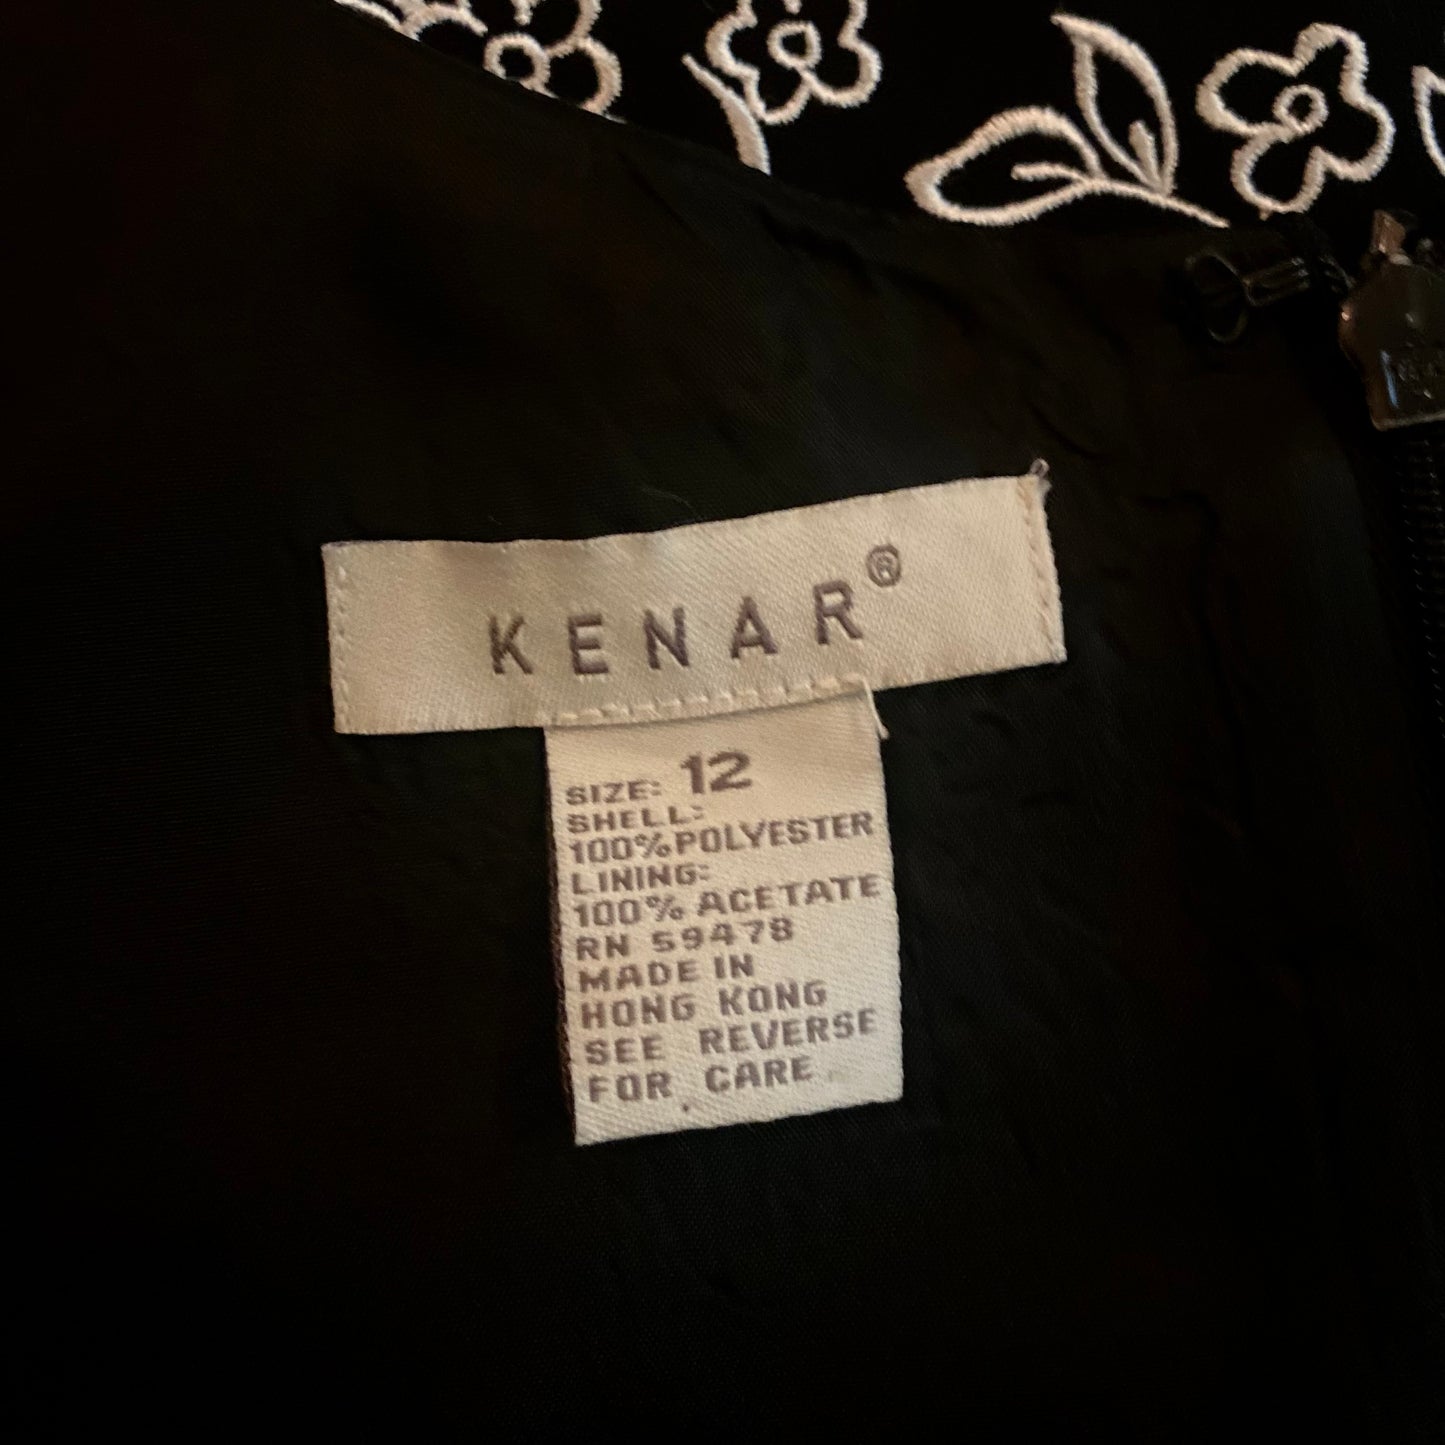 KENAR®
SIZE: 12
SHELL:
100% POLYESTER
LINING:
100% ACETATE
RN 59478
MADE IN
HONG KONG
SEE REVERSE
FOR CARE